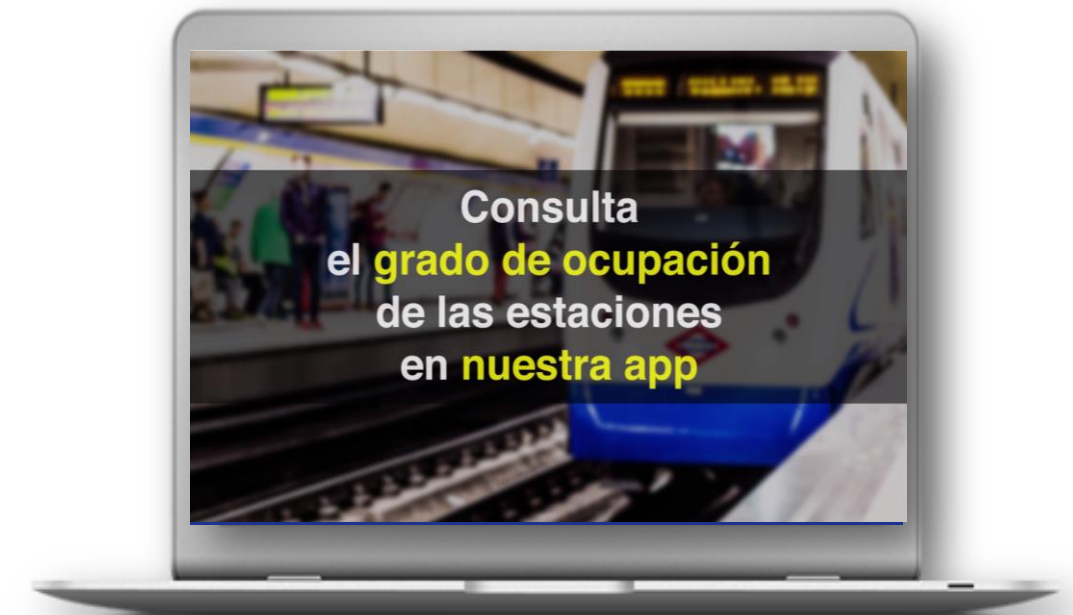 Consulta
el grado de ocupación
de las estaciones
en nuestra app